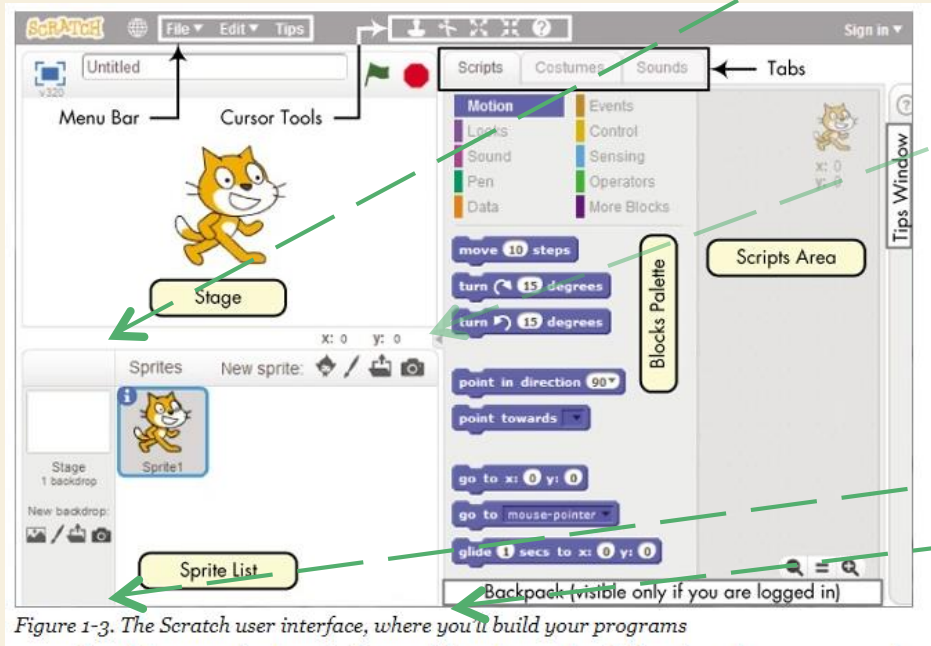 SCRATCH File ▼ Edit ▼ Tips Sign in ▼
v320 Untitled
Menu Bar Cursor Tools
Scripts Costumes Sounds Tabs
Motion Events
Looks Control
Sound Sensing
Pen Operators
Data More Blocks
x: 0
y: 0
Tips Window
move 10 steps
turn 15 degrees
turn 15 degrees
point in direction 90▼
point towards
go to x: 0 y: 0
go to mouse-pointer
glide 1 secs to x: 0 y: 0
Blocks Palette
Scripts Area
Stage
x: 0 y: 0
Sprites New sprite:
Sprite1
Stage
1 backdrop
New backdrop:
Sprite List
Backpack (visible only if you are logged in)
Figure 1-3. The Scratch user interface, where you'll build your programs